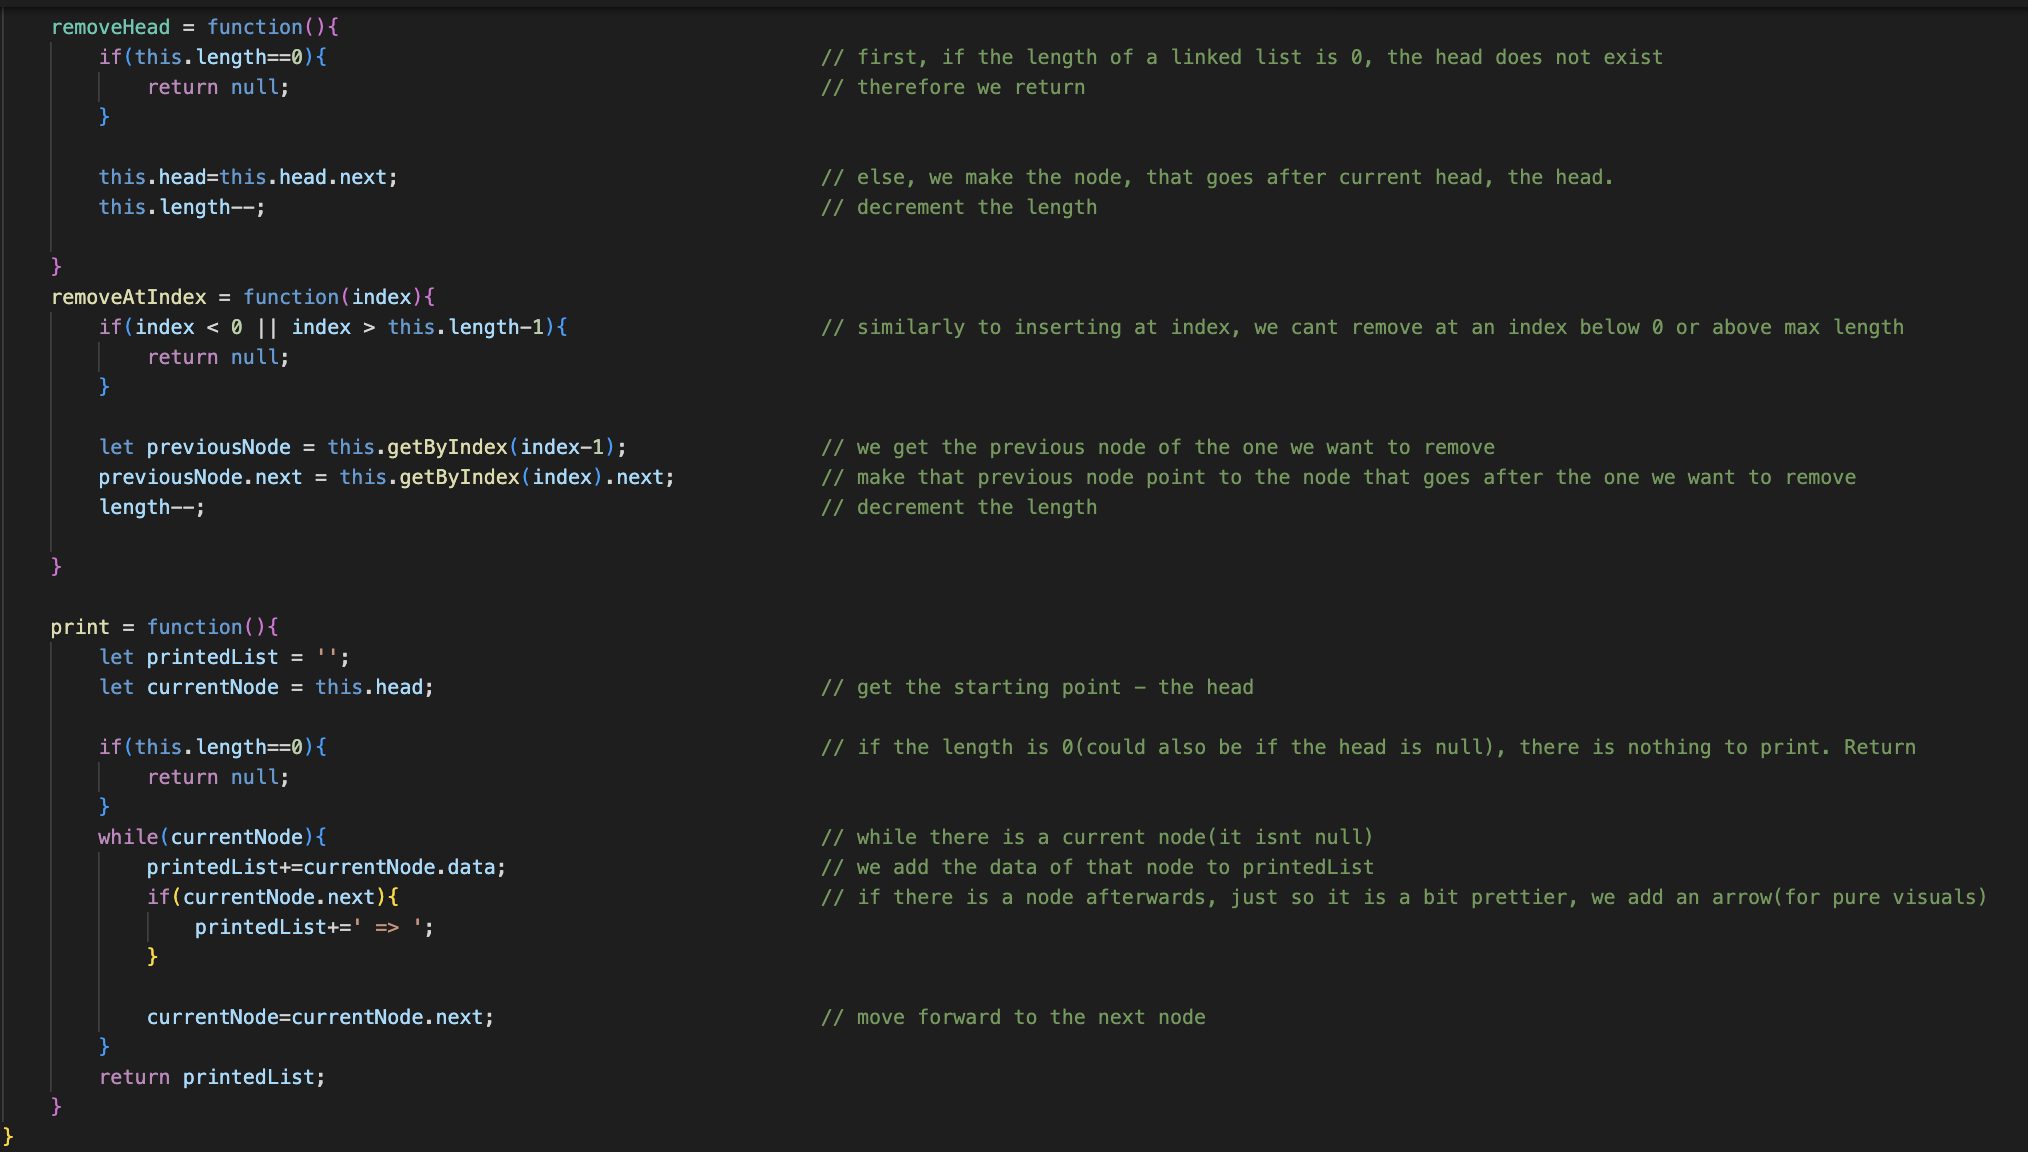 removeHead = function(){
if(this.length==0){ // first, if the length of a linked list is 0, the head does not exist
return null; // therefore we return
}
this.head=this.head.next; // else, we make the node, that goes after current head, the head.
this.length--; // decrement the length
}
removeAtIndex = function(index){
if(index < 0 || index > this.length-1){ // similarly to inserting at index, we cant remove at an index below 0 or above max length
return null;
}
let previousNode = this.getByIndex(index-1); // we get the previous node of the one we want to remove
previousNode.next = this.getByIndex(index).next; // make that previous node point to the node that goes after the one we want to remove
length--; // decrement the length
}
print = function(){
let printedList = '';
let currentNode = this.head; // get the starting point - the head
if(this.length==0){ // if the length is 0(could also be if the head is null), there is nothing to print. Return
return null;
}
while(currentNode){ // while there is a current node(it isnt null)
printedList+=currentNode.data; // we add the data of that node to printedList
if(currentNode.next){ // if there is a node afterwards, just so it is a bit prettier, we add an arrow(for pure visuals)
printedList+=' => ';
}
currentNode=currentNode.next; // move forward to the next node
}
return printedList;
}
}